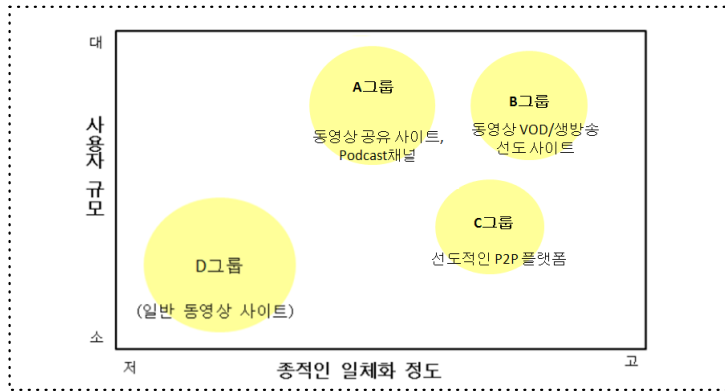 대
사용자 규모
소
A그룹
동영상 공유 사이트,
Podcast채널
B그룹
동영상 VOD/생방송
선도 사이트
C그룹
선도적인 P2P 플랫폼
D그룹
(일반 동영상 사이트)
저
종적인 일체화 정도
고